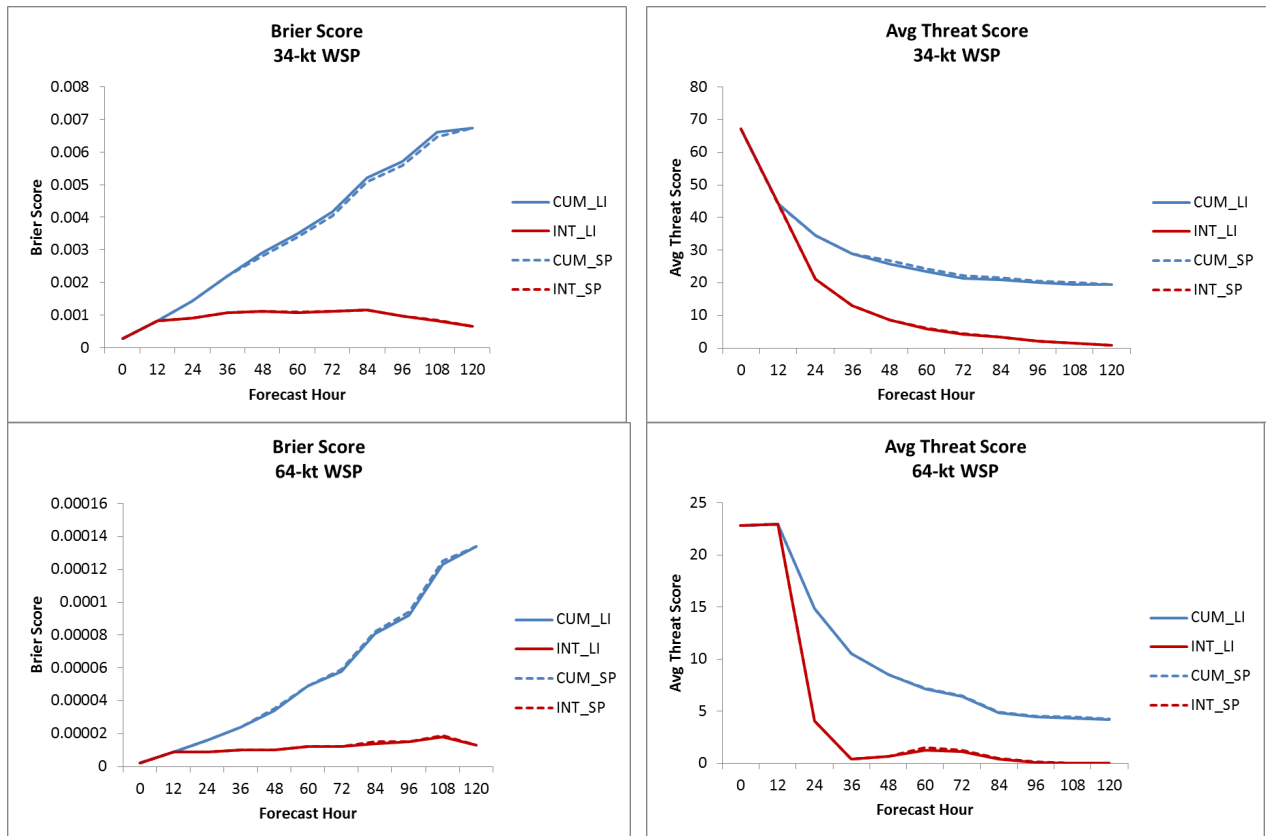 Brier Score
34-kt WSP
0.008
0.007
0.006
0.005
0.004
0.003
0.002
0.001
0
Brier Score
0 12 24 36 48 60 72 84 96 108 120
Forecast Hour
CUM_LI
INT_LI
CUM_SP
INT_SP
Avg Threat Score
34-kt WSP
80
70
60
50
40
30
20
10
0
Avg Threat Score
0 12 24 36 48 60 72 84 96 108 120
Forecast Hour
CUM_LI
INT_LI
CUM_SP
INT_SP
Brier Score
64-kt WSP
0.00016
0.00014
0.00012
0.0001
0.00008
0.00006
0.00004
0.00002
0
Brier Score
0 12 24 36 48 60 72 84 96 108 120
Forecast Hour
CUM_LI
INT_LI
CUM_SP
INT_SP
Avg Threat Score
64-kt WSP
25
20
15
10
5
0
Avg Threat Score
0 12 24 36 48 60 72 84 96 108 120
Forecast Hour
CUM_LI
INT_LI
CUM_SP
INT_SP